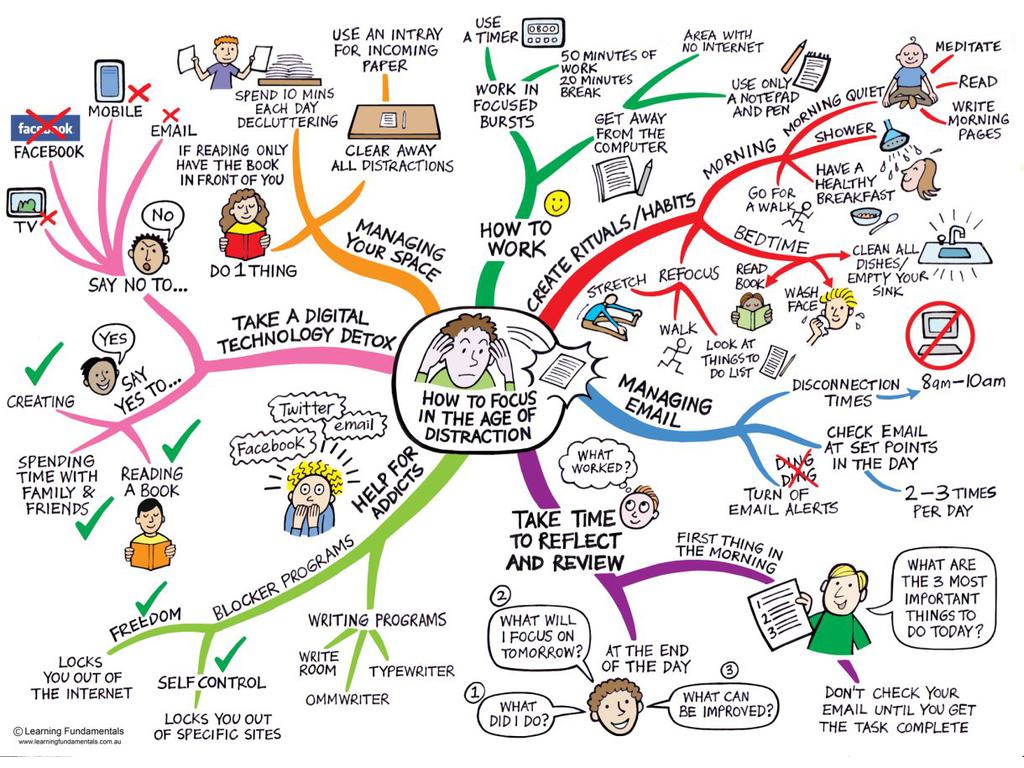 HOW TO FOCUS
IN THE AGE OF
DISTRACTION
HOW TO
WORK
WORK IN
FOCUSED
BURSTS
USE
A TIMER
50 MINUTES OF
WORK
20 MINUTES
BREAK
GET AWAY
FROM THE
COMPUTER
AREA WITH
NO INTERNET
USE ONLY
A NOTEPAD
AND PEN
CREATE RITUALS/HABITS
MORNING
MORNING QUIET
MEDITATE
READ
WRITE
MORNING
PAGES
SHOWER
HAVE A
HEALTHY
BREAKFAST
GO FOR
A WALK
BEDTIME
CLEAN ALL
DISHES/
EMPTY YOUR
SINK
READ
BOOK
WASH
FACE
REFOCUS
STRETCH
WALK
LOOK AT
THINGS TO
DO LIST
MANAGING
EMAIL
DISCONNECTION
TIMES
8am-10am
CHECK EMAIL
AT SET POINTS
IN THE DAY
2-3 TIMES
PER DAY
DING
DING
TURN OF
EMAIL ALERTS
TAKE TIME
TO REFLECT
AND REVIEW
WHAT
WORKED?
FIRST THING IN
THE MORNING
1
2
3
WHAT ARE
THE 3 MOST
IMPORTANT
THINGS TO
DO TODAY?
DON'T CHECK YOUR
EMAIL UNTIL YOU GET
THE TASK COMPLETE
AT THE END
OF THE DAY
1
WHAT
DID I DO?
2
WHAT WILL
I FOCUS ON
TOMORROW?
3
WHAT CAN
BE IMPROVED?
HELP FOR
ADDICTS
Twitter
email
Facebook
BLOCKER PROGRAMS
FREEDOM
LOCKS
YOU OUT
OF THE INTERNET
SELF CONTROL
LOCKS YOU OUT
OF SPECIFIC SITES
WRITING PROGRAMS
WRITE
ROOM
OMMWRITER
TYPEWRITER
TAKE A DIGITAL
TECHNOLOGY DETOX
SAY NO TO...
NO
TV
facebook
FACEBOOK
MOBILE
EMAIL
SAY
YES TO...
YES
CREATING
SPENDING
TIME WITH
FAMILY &
FRIENDS
READING
A BOOK
MANAGING
YOUR SPACE
SPEND 10 MINS
EACH DAY
DECLUTTERING
USE AN INTRAY
FOR INCOMING
PAPER
CLEAR AWAY
ALL DISTRACTIONS
IF READING ONLY
HAVE THE BOOK
IN FRONT OF YOU
DO 1 THING
© Learning Fundamentals
www.learningfundamentals.com.au